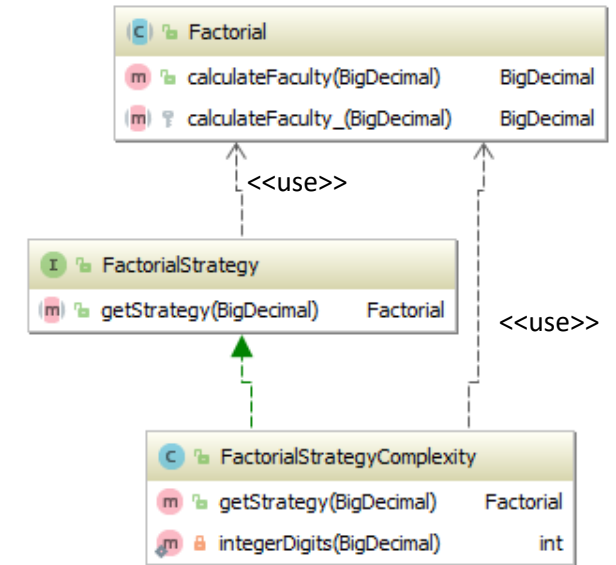 Factorial
calculateFaculty(BigDecimal) BigDecimal
calculateFaculty_(BigDecimal) BigDecimal
<<use>>
FactorialStrategy
getStrategy(BigDecimal) Factorial
<<use>>
FactorialStrategyComplexity
getStrategy(BigDecimal) Factorial
integerDigits(BigDecimal) int